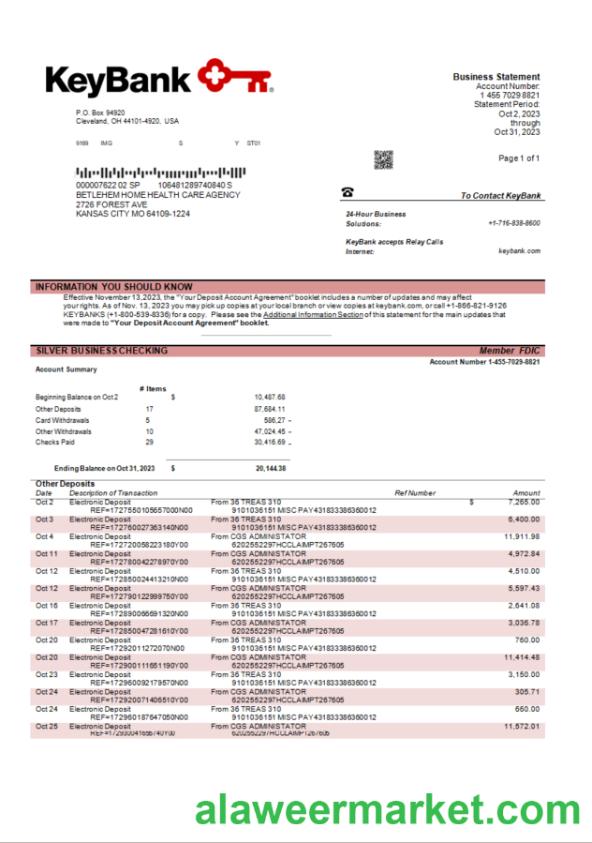 KeyBank
P.O. Box 94920
Cleveland, OH 44101-4920, USA
9169 IMG S Y ST01
000007622 02 SP 106481289740840 S
BETLEHEM HOME HEALTH CARE AGENCY
2726 FOREST AVE
KANSAS CITY MO 64109-1224
Business Statement
Account Number:
1 455 7029 8821
Statement Period:
Oct 2, 2023
through
Oct 31, 2023
Page 1 of 1
To Contact KeyBank
24-Hour Business
Solutions: +1-716-838-8600
KeyBank accepts Relay Calls
Internet: keybank.com
INFORMATION YOU SHOULD KNOW
Effective November 13,2023, the "Your Deposit Account Agreement" booklet includes a number of updates and may affect
your rights. As of Nov. 13, 2023 you may pick up copies at your local branch or view copies at keybank.com, or call +1-866-821-9126
KEYBANKS (+1-800-539-8336) for a copy. Please see the Additional Information Section of this statement for the main updates that
were made to "Your Deposit Account Agreement" booklet.
SILVER BUSINESS CHECKING Member FDIC
Account Number 1-455-7029-8821
Account Summary
# Items
Beginning Balance on Oct 2 $ 10,487.68
Other Deposits 17 87,684.11
Card Withdrawals 5 586,27 –
Other Withdrawals 10 47,024.45 –
Checks Paid 29 30,416.69 –
Ending Balance on Oct 31, 2023 $ 20,144.38
Other Deposits
Date Description of Transaction Ref Number Amount
Oct 2 Electronic Deposit From 36 TREAS 310 $ 7,265.00
REF=1727550105657000N00 9101036151 MISC PAY431833386360012
Oct 3 Electronic Deposit From 36 TREAS 310 6,400.00
REF=172760027363140N00 9101036151 MISC PAY431833386360012
Oct 4 Electronic Deposit From CGS ADMINISTATOR 11,911.98
REF=172720058223180Y00 6202552297HCCLAIMPT267605
Oct 11 Electronic Deposit From CGS ADMINISTATOR 4,972.84
REF=172780042278970Y00 6202552297HCCLAIMPT267605
Oct 12 Electronic Deposit From 36 TREAS 310 4,510.00
REF=172850024413210N00 9101036151 MISC PAY431833386360012
Oct 12 Electronic Deposit From CGS ADMINISTATOR 5,597.43
REF=172790122999750Y00 6202552297HCCLAIMPT267605
Oct 16 Electronic Deposit From 36 TREAS 310 2,641.08
REF=172890066691320N00 9101036151 MISC PAY431833386360012
Oct 17 Electronic Deposit From CGS ADMINISTATOR 3,036.78
REF=172850047281610Y00 6202552297HCCLAIMPT267605
Oct 20 Electronic Deposit From 36 TREAS 310 760.00
REF=17292011272070N00 9101036151 MISC PAY431833386360012
Oct 20 Electronic Deposit From CGS ADMINISTATOR 11,414.48
REF=172900111651190Y00 6202552297HCCLAIMPT267605
Oct 23 Electronic Deposit From 36 TREAS 310 3,150.00
REF=172960092179570N00 9101036151 MISC PAY431833386360012
Oct 24 Electronic Deposit From CGS ADMINISTATOR 305.71
REF=172920071406510Y00 6202552297HCCLAIMPT267605
Oct 24 Electronic Deposit From 36 TREAS 310 660.00
REF=172960187647050N00 9101036151 MISC PAY431833386360012
Oct 25 Electronic Deposit From CGS ADMINISTATOR 11,572.01
6202552297HCCLAIMPT267605
alaweermarket.com